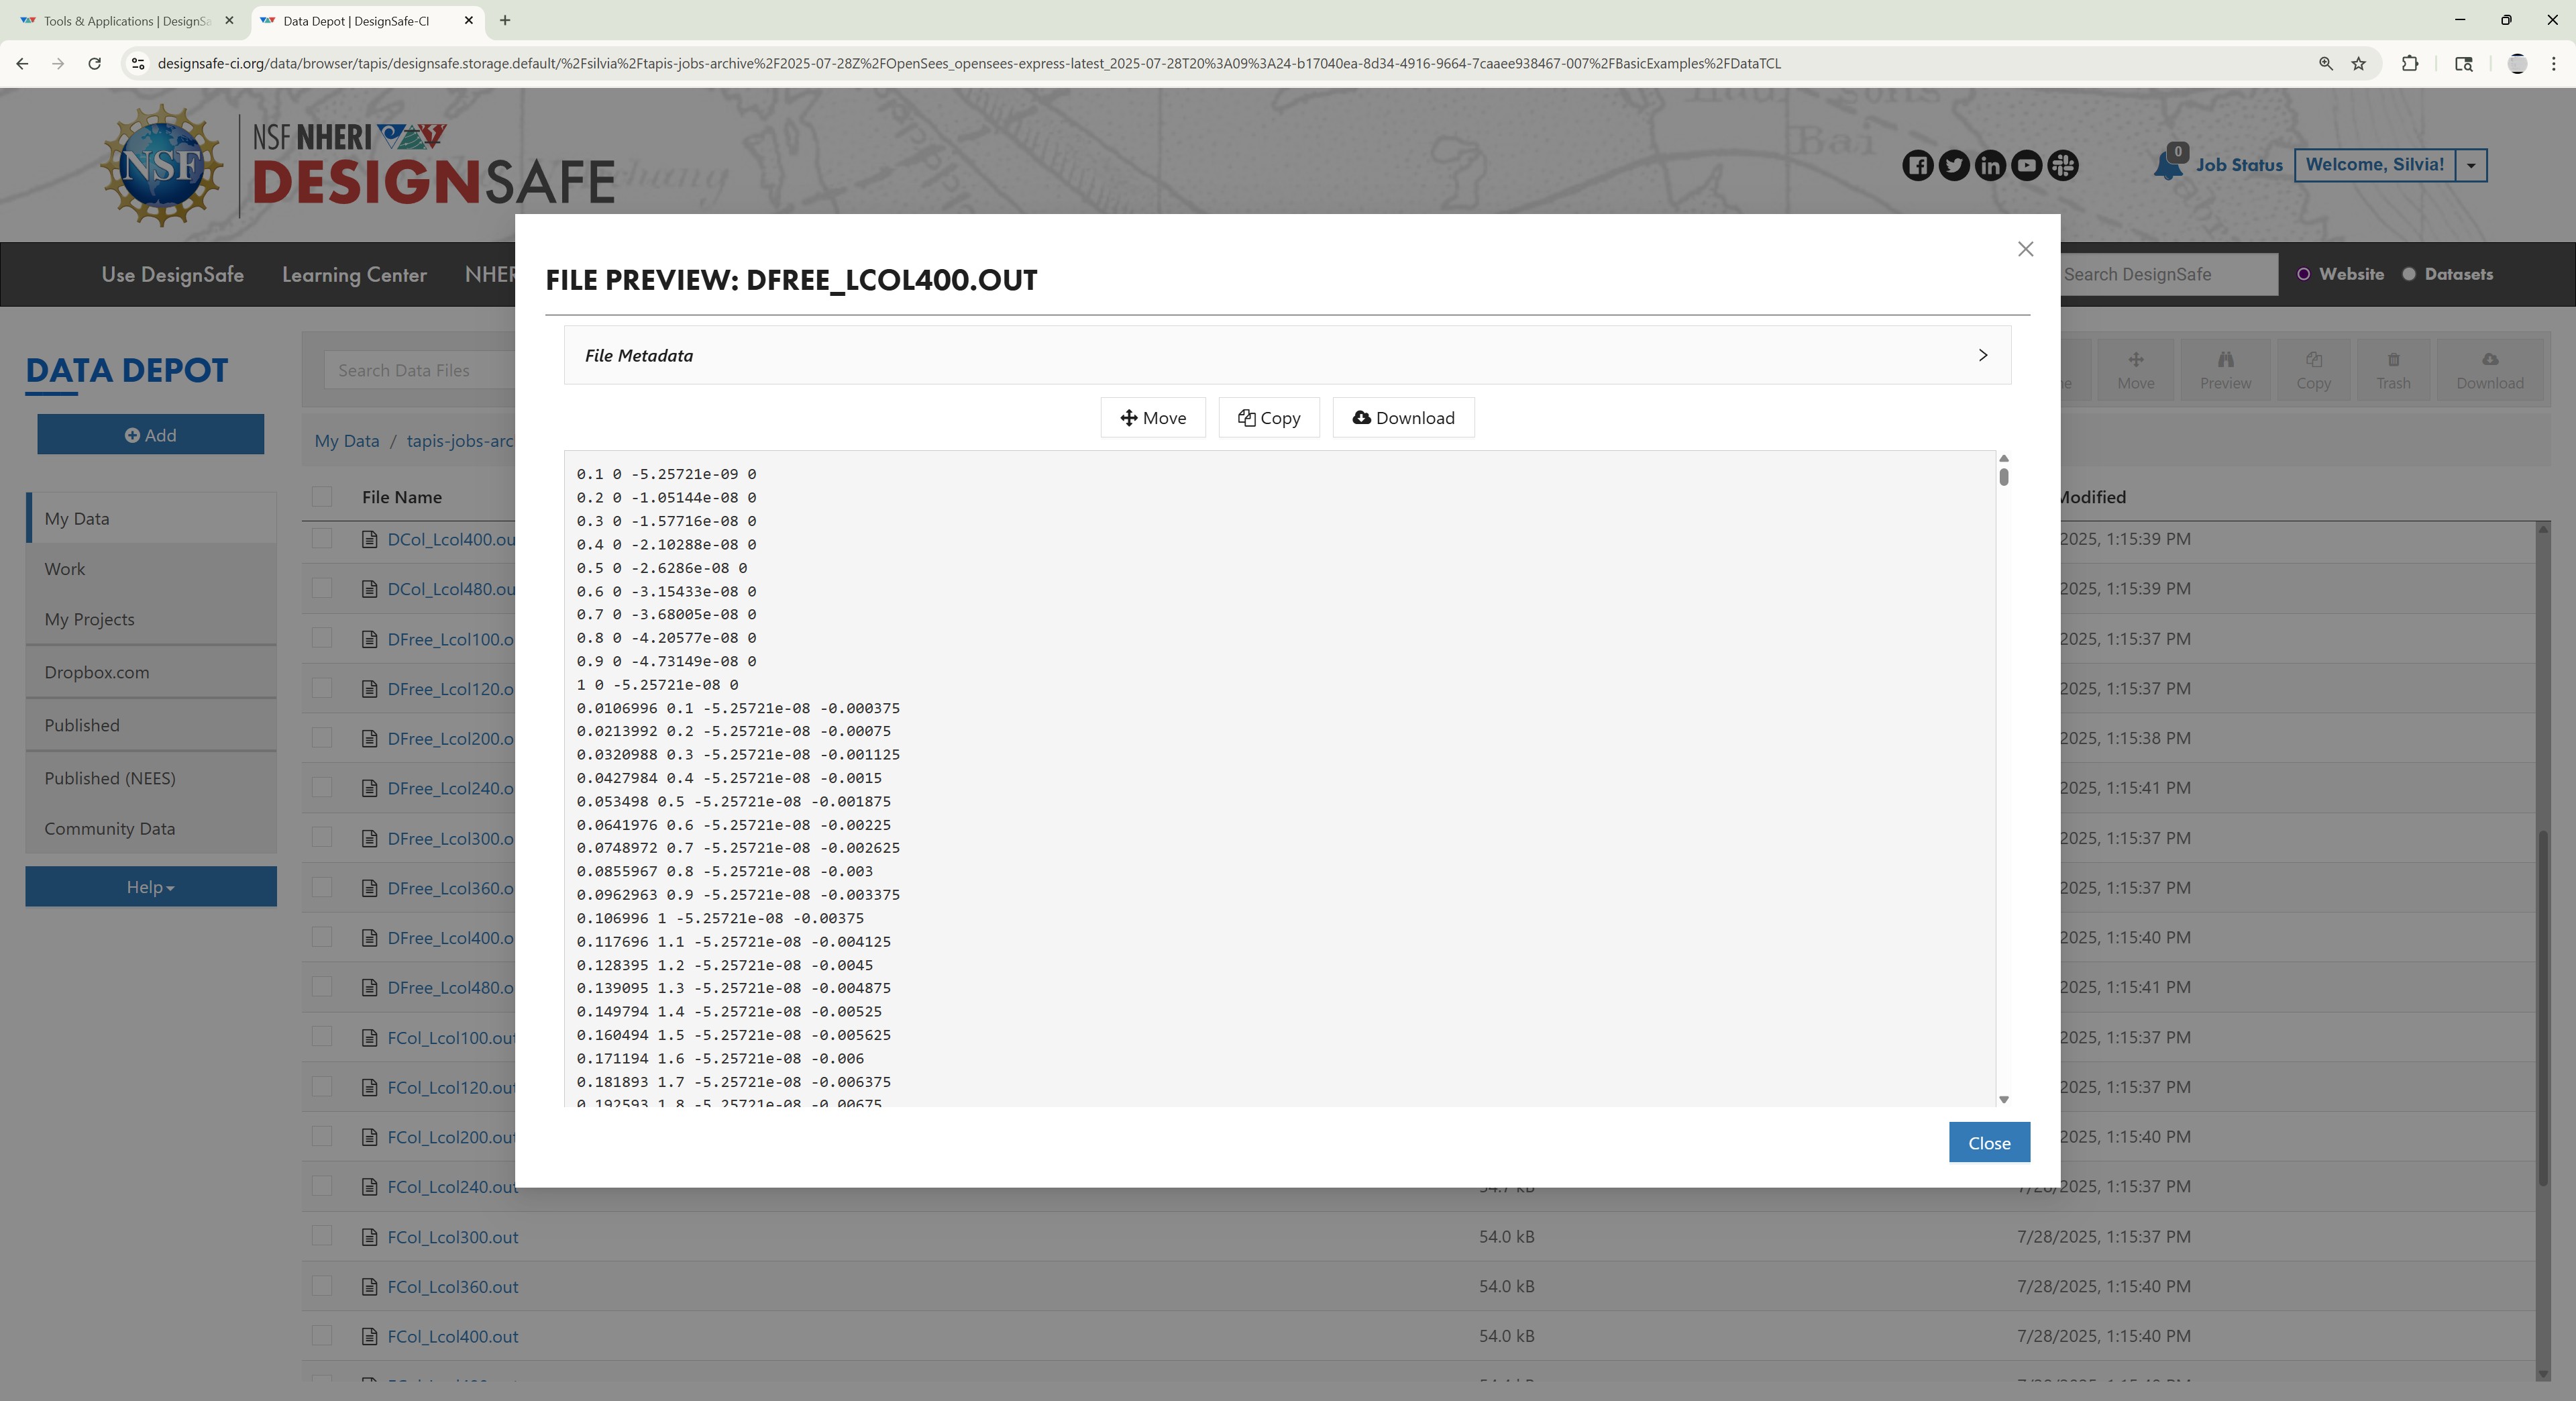 Tools & Applications | DesignSa
Data Depot | DesignSafe-CI
designsafe-ci.org/data/browser/tapis/designsafe.storage.default/%2Fsilvia%2Ftapis-jobs-archive%2F2025-07-28Z%2FOpenSees_opensees-express-latest_2025-07-28T20%3A09%3A24-b17040ea-8d34-4916-9664-7caaee938467-007%2FBasicExamples%2FDataTCL
NSF
NSF NHERI
DESIGNSAFE
0
Job Status
Welcome, Silvia!
Use DesignSafe
Learning Center
NHER
Search DesignSafe
Website
Datasets
DATA DEPOT
Add
My Data
Work
My Projects
Dropbox.com
Published
Published (NEES)
Community Data
Help
Search Data Files
Move
Preview
Copy
Trash
Download
My Data / tapis-jobs-arc
File Name
Modified
DCol_Lcol400.ou
2025, 1:15:39 PM
DCol_Lcol480.ou
2025, 1:15:39 PM
DFree_Lcol100.o
2025, 1:15:37 PM
DFree_Lcol120.o
2025, 1:15:37 PM
DFree_Lcol200.o
2025, 1:15:38 PM
DFree_Lcol240.o
2025, 1:15:41 PM
DFree_Lcol300.o
2025, 1:15:37 PM
DFree_Lcol360.o
2025, 1:15:37 PM
DFree_Lcol400.o
2025, 1:15:40 PM
DFree_Lcol480.o
2025, 1:15:41 PM
FCol_Lcol100.out
2025, 1:15:37 PM
FCol_Lcol120.out
2025, 1:15:37 PM
FCol_Lcol200.out
2025, 1:15:40 PM
FCol_Lcol240.out
7/28/2025, 1:15:37 PM
FCol_Lcol300.out
54.0 kB
7/28/2025, 1:15:37 PM
FCol_Lcol360.out
54.0 kB
7/28/2025, 1:15:40 PM
FCol_Lcol400.out
54.0 kB
7/28/2025, 1:15:40 PM
FILE PREVIEW: DFREE_LCOL400.OUT
File Metadata
Move
Copy
Download
0.1 0 -5.25721e-09 0
0.2 0 -1.05144e-08 0
0.3 0 -1.57716e-08 0
0.4 0 -2.10288e-08 0
0.5 0 -2.6286e-08 0
0.6 0 -3.15433e-08 0
0.7 0 -3.68005e-08 0
0.8 0 -4.20577e-08 0
0.9 0 -4.73149e-08 0
1 0 -5.25721e-08 0
0.0106996 0.1 -5.25721e-08 -0.000375
0.0213992 0.2 -5.25721e-08 -0.00075
0.0320988 0.3 -5.25721e-08 -0.001125
0.0427984 0.4 -5.25721e-08 -0.0015
0.053498 0.5 -5.25721e-08 -0.001875
0.0641976 0.6 -5.25721e-08 -0.00225
0.0748972 0.7 -5.25721e-08 -0.002625
0.0855967 0.8 -5.25721e-08 -0.003
0.0962963 0.9 -5.25721e-08 -0.003375
0.106996 1 -5.25721e-08 -0.00375
0.117696 1.1 -5.25721e-08 -0.004125
0.128395 1.2 -5.25721e-08 -0.0045
0.139095 1.3 -5.25721e-08 -0.004875
0.149794 1.4 -5.25721e-08 -0.00525
0.160494 1.5 -5.25721e-08 -0.005625
0.171194 1.6 -5.25721e-08 -0.006
0.181893 1.7 -5.25721e-08 -0.006375
0.192593 1.8 -5.25721e-08 -0.00675
Close